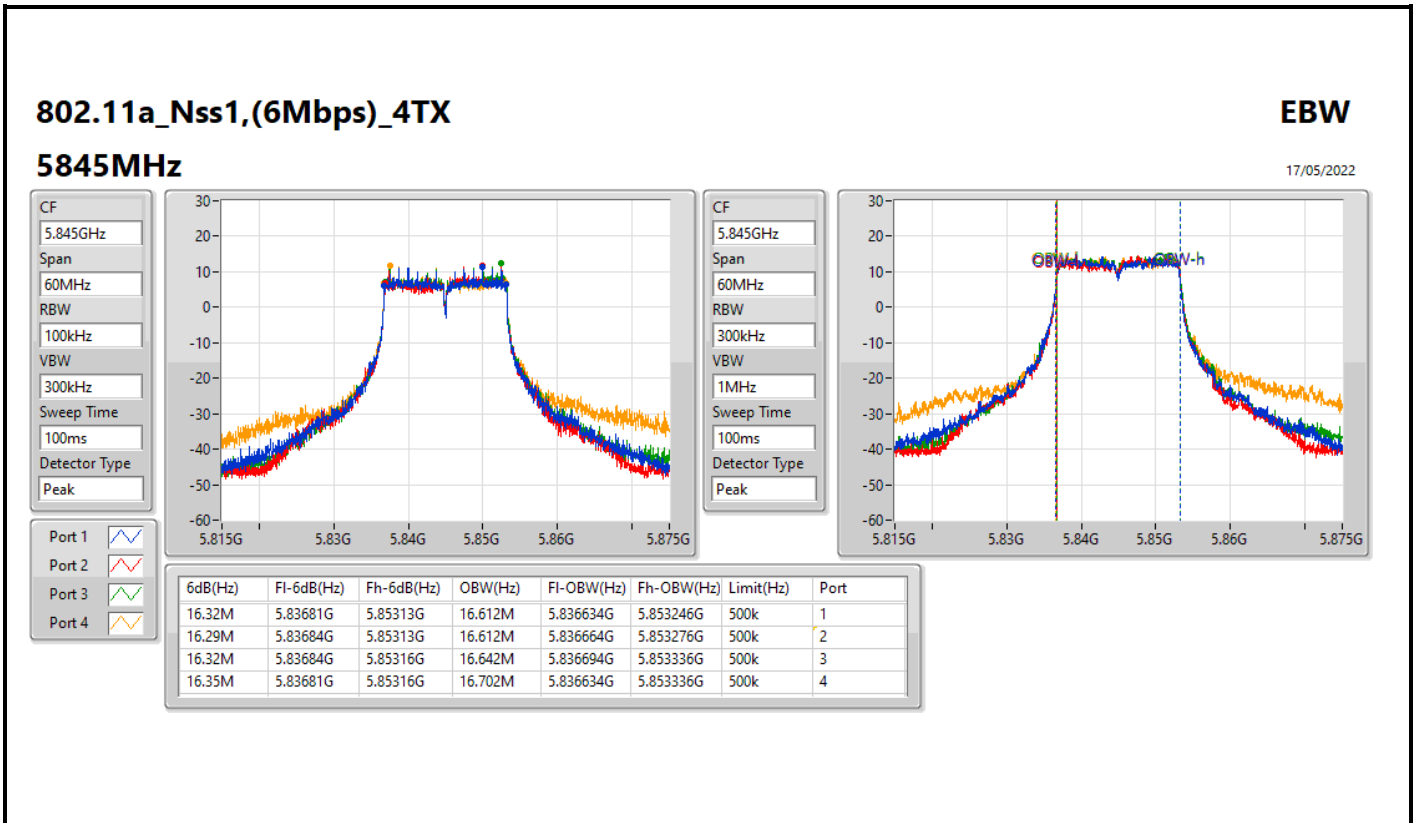 802.11a_Nss1,(6Mbps)_4TX
EBW
5845MHz
17/05/2022
CF
5.845GHz
Span
60MHz
RBW
100kHz
VBW
300kHz
Sweep Time
100ms
Detector Type
Peak
30
20
10
0
-10
-20
-30
-40
-50
-60
5.815G 5.83G 5.84G 5.85G 5.86G 5.875G
CF
5.845GHz
Span
60MHz
RBW
300kHz
VBW
1MHz
Sweep Time
100ms
Detector Type
Peak
30
20
10
0
-10
-20
-30
-40
-50
-60
OBW-l OBW-h
5.815G 5.83G 5.84G 5.85G 5.86G 5.875G
Port 1
Port 2
Port 3
Port 4
6dB(Hz) Fl-6dB(Hz) Fh-6dB(Hz) OBW(Hz) Fl-OBW(Hz) Fh-OBW(Hz) Limit(Hz) Port
16.32M 5.83681G 5.85313G 16.612M 5.836634G 5.853246G 500k 1
16.29M 5.83684G 5.85313G 16.612M 5.836664G 5.853276G 500k 2
16.32M 5.83684G 5.85316G 16.642M 5.836694G 5.853336G 500k 3
16.35M 5.83681G 5.85316G 16.702M 5.836634G 5.853336G 500k 4